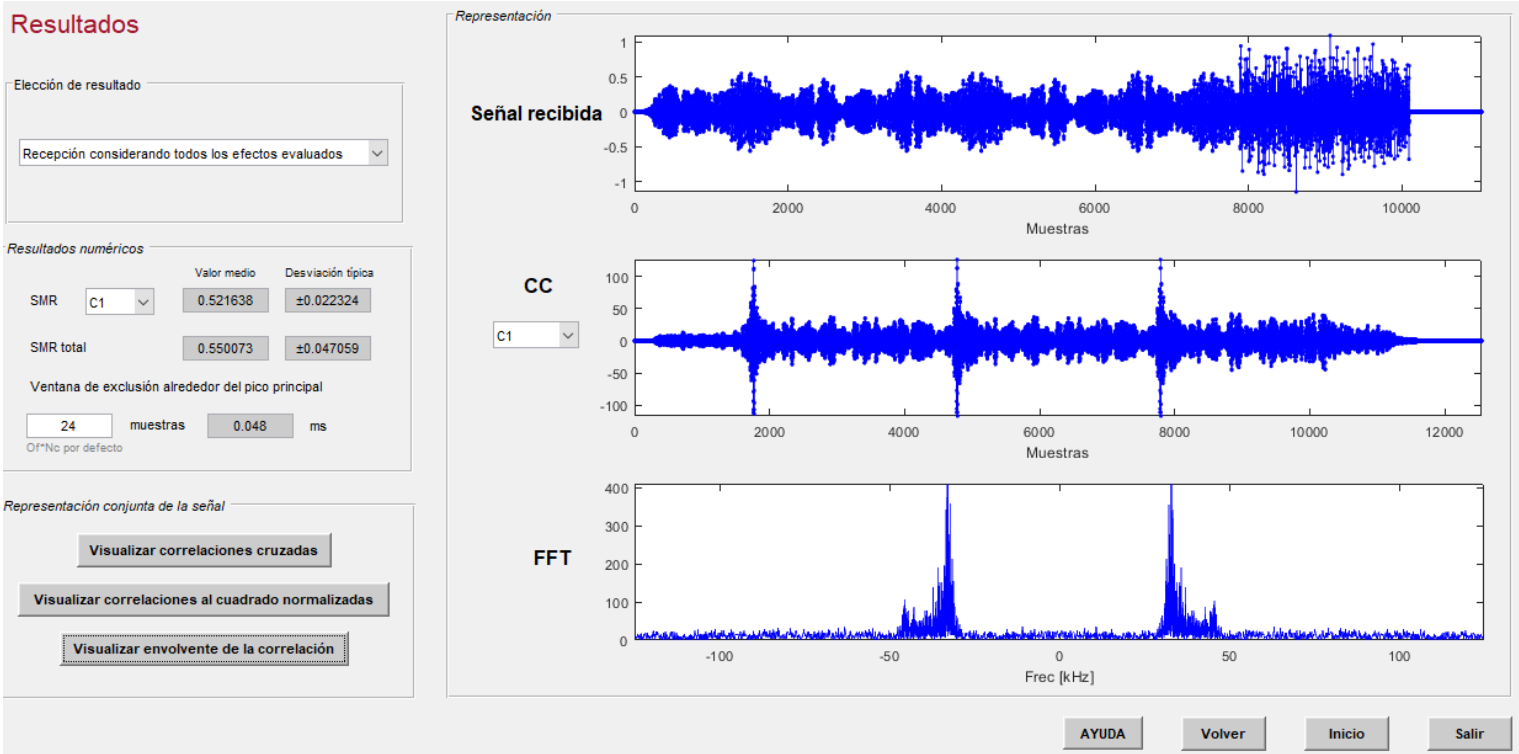 Resultados
Elección de resultado
Recepción considerando todos los efectos evaluados
Resultados numéricos
Valor medio
Desviación típica
SMR
C1
0.521638
±0.022324
SMR total
0.550073
±0.047059
Ventana de exclusión alrededor del pico principal
24
muestras
0.048
ms
Of*Nc por defecto
Representación conjunta de la señal
Visualizar correlaciones cruzadas
Visualizar correlaciones al cuadrado normalizadas
Visualizar envolvente de la correlación
Representación
Señal recibida
1
0.5
0
-0.5
-1
0 2000 4000 6000 8000 10000
Muestras
CC
C1
100
50
0
-50
-100
0 2000 4000 6000 8000 10000 12000
Muestras
FFT
400
300
200
100
0
-100 -50 0 50 100
Frec [kHz]
AYUDA
Volver
Inicio
Salir